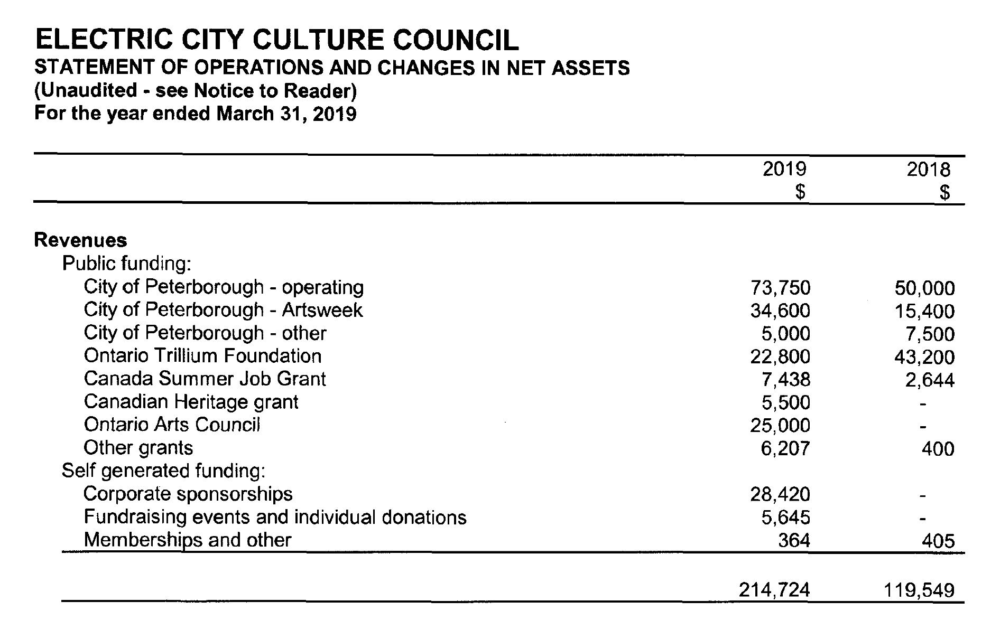 ELECTRIC CITY CULTURE COUNCIL
STATEMENT OF OPERATIONS AND CHANGES IN NET ASSETS
(Unaudited - see Notice to Reader)
For the year ended March 31, 2019
2019 2018
$ $
Revenues
Public funding:
City of Peterborough - operating 73,750 50,000
City of Peterborough - Artsweek 34,600 15,400
City of Peterborough - other 5,000 7,500
Ontario Trillium Foundation 22,800 43,200
Canada Summer Job Grant 7,438 2,644
Canadian Heritage grant 5,500 -
Ontario Arts Council 25,000 -
Other grants 6,207 400
Self generated funding:
Corporate sponsorships 28,420 -
Fundraising events and individual donations 5,645 -
Memberships and other 364 405
214,724 119,549